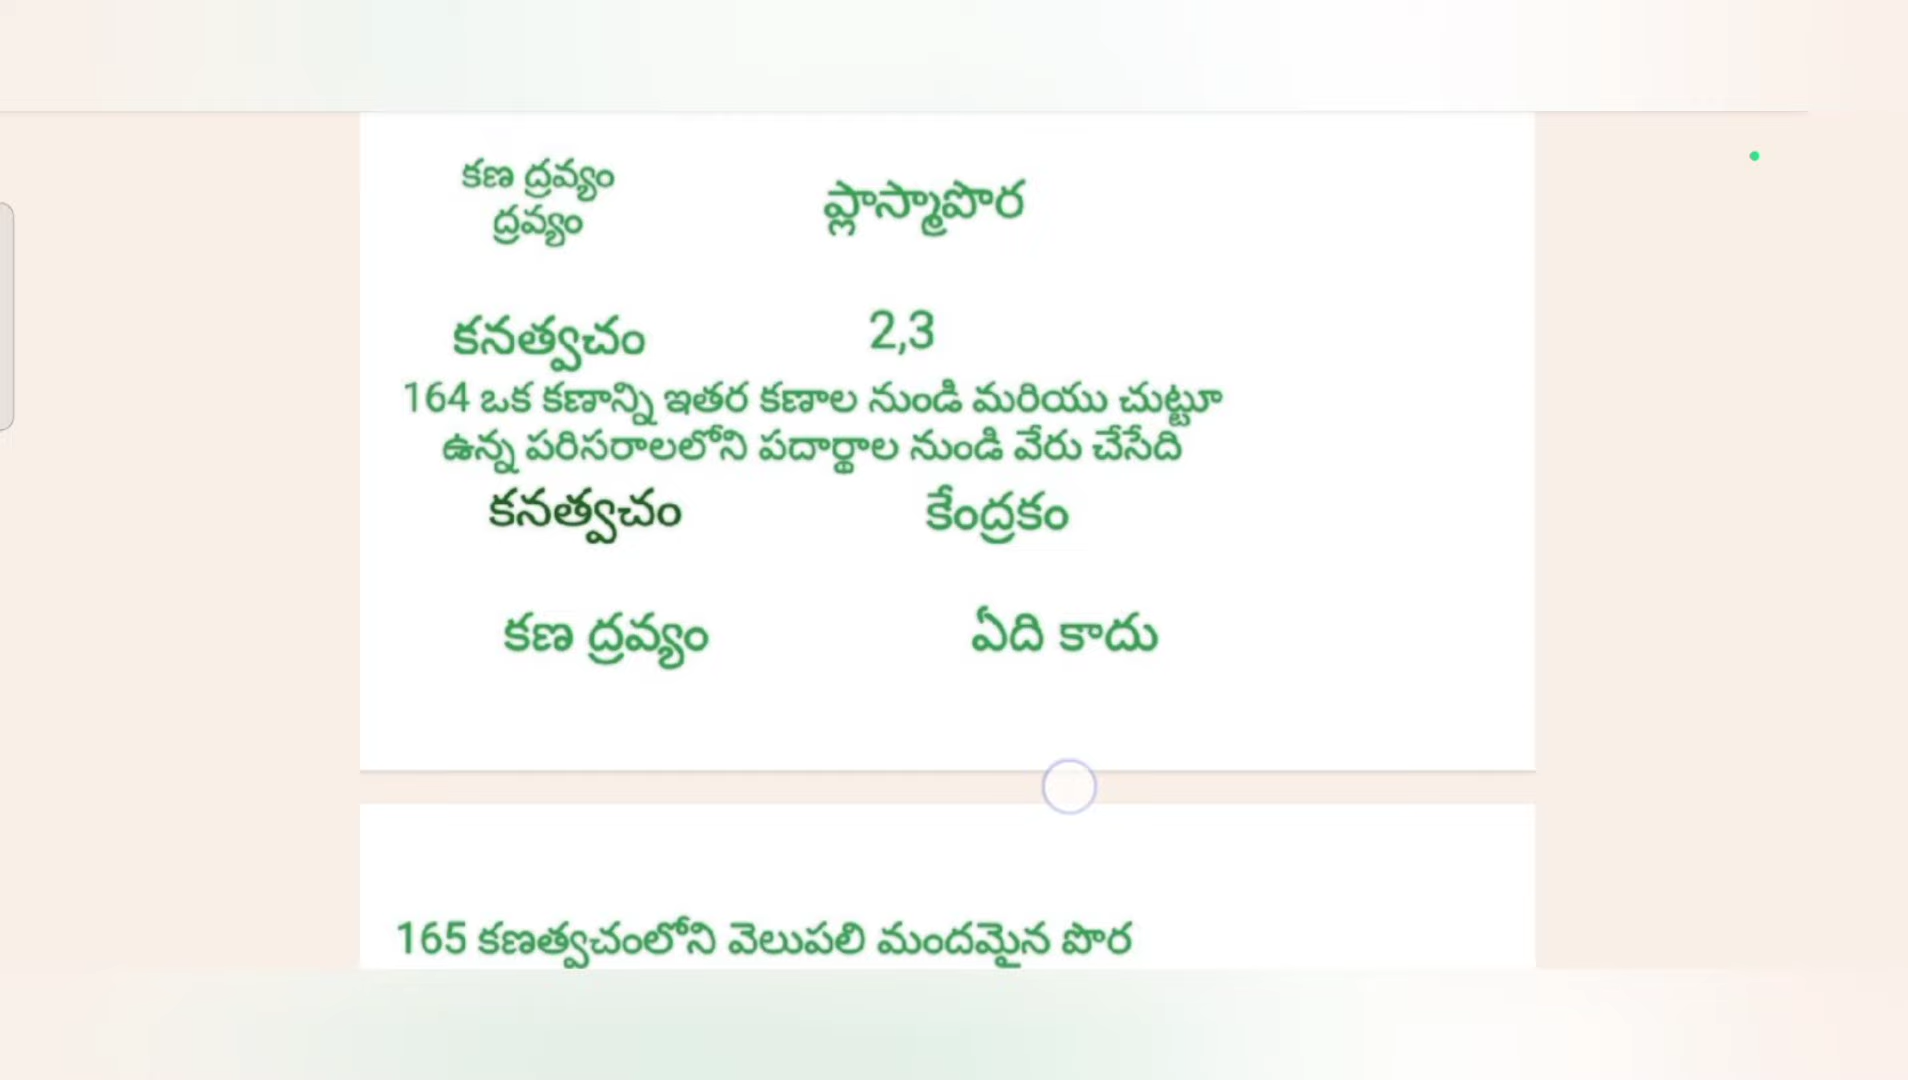 కణ ద్రవ్యం
ద్రవ్యం
ప్లాస్మాపొర
కనత్వచం
2,3
164 ఒక కణాన్ని ఇతర కణాల నుండి మరియు చుట్టూ
ఉన్న పరిసరాలలోని పదార్థాల నుండి వేరు చేసేది
కనత్వచం
కేంద్రకం
కణ ద్రవ్యం
ఏది కాదు
165 కణత్వచంలోని వెలుపలి మందమైన పొర